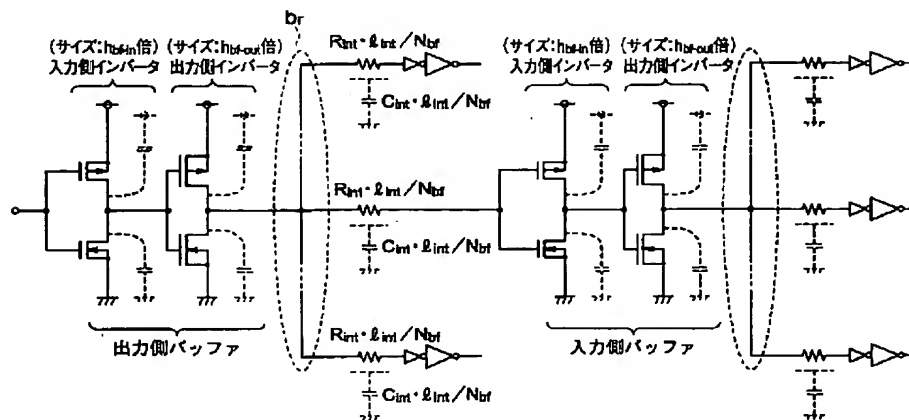 (サイズ:hbf-in倍)
入力側インバータ
(サイズ:hbf-out倍)
出力側インバータ
br
Rint・ℓint/Nbf
Cint・ℓint/Nbf
(サイズ:hbf-in倍)
入力側インバータ
(サイズ:hbf-out倍)
出力側インバータ
Rint・ℓint/Nbf
Cint・ℓint/Nbf
出力側バッファ
Rint・ℓint/Nbf
Cint・ℓint/Nbf
入力側バッファ